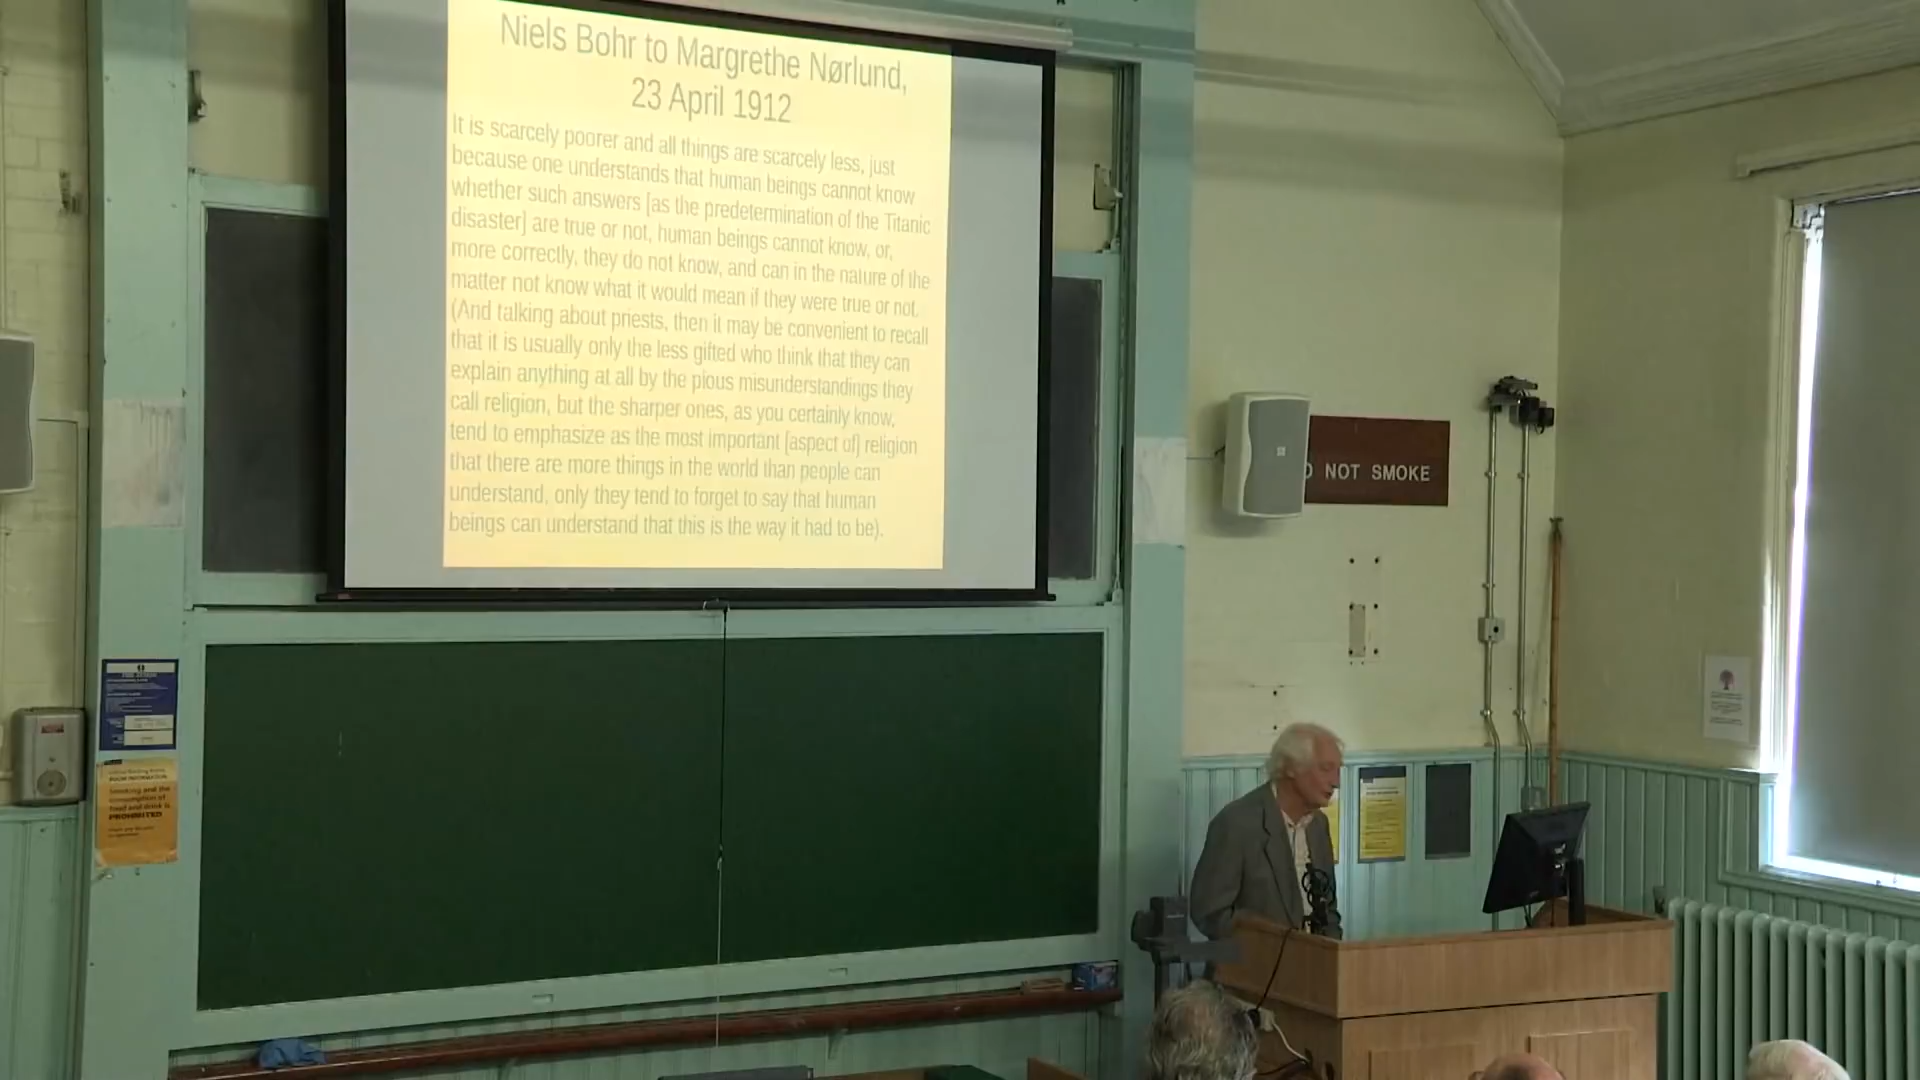 Niels Bohr to Margrethe Nørlund,
23 April 1912
It is scarcely poorer and all things are scarcely less, just
because one understands that human beings cannot know
whether such answers [as the predetermination of the Titanic
disaster] are true or not, human beings cannot know, or,
more correctly, they do not know, and can in the nature of the
matter not know what it would mean if they were true or not.
(And talking about priests, then it may be convenient to recall
that it is usually only the less gifted who think that they can
explain anything at all by the pious misunderstandings they
call religion, but the sharper ones, as you certainly know,
tend to emphasize as the most important [aspect of] religion
that there are more things in the world than people can
understand, only they tend to forget to say that human
beings can understand that this is the way it had to be).
NOT SMOKE
Smoking and the
consumption of
food and drink is
PROHIBITED